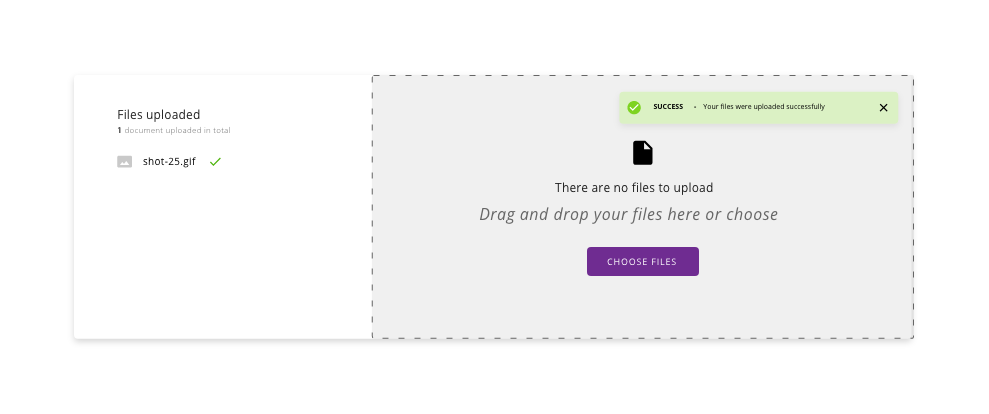 Files uploaded
1 document uploaded in total
shot-25.gif
SUCCESS • Your files were uploaded successfully
There are no files to upload
Drag and drop your files here or choose
CHOOSE FILES